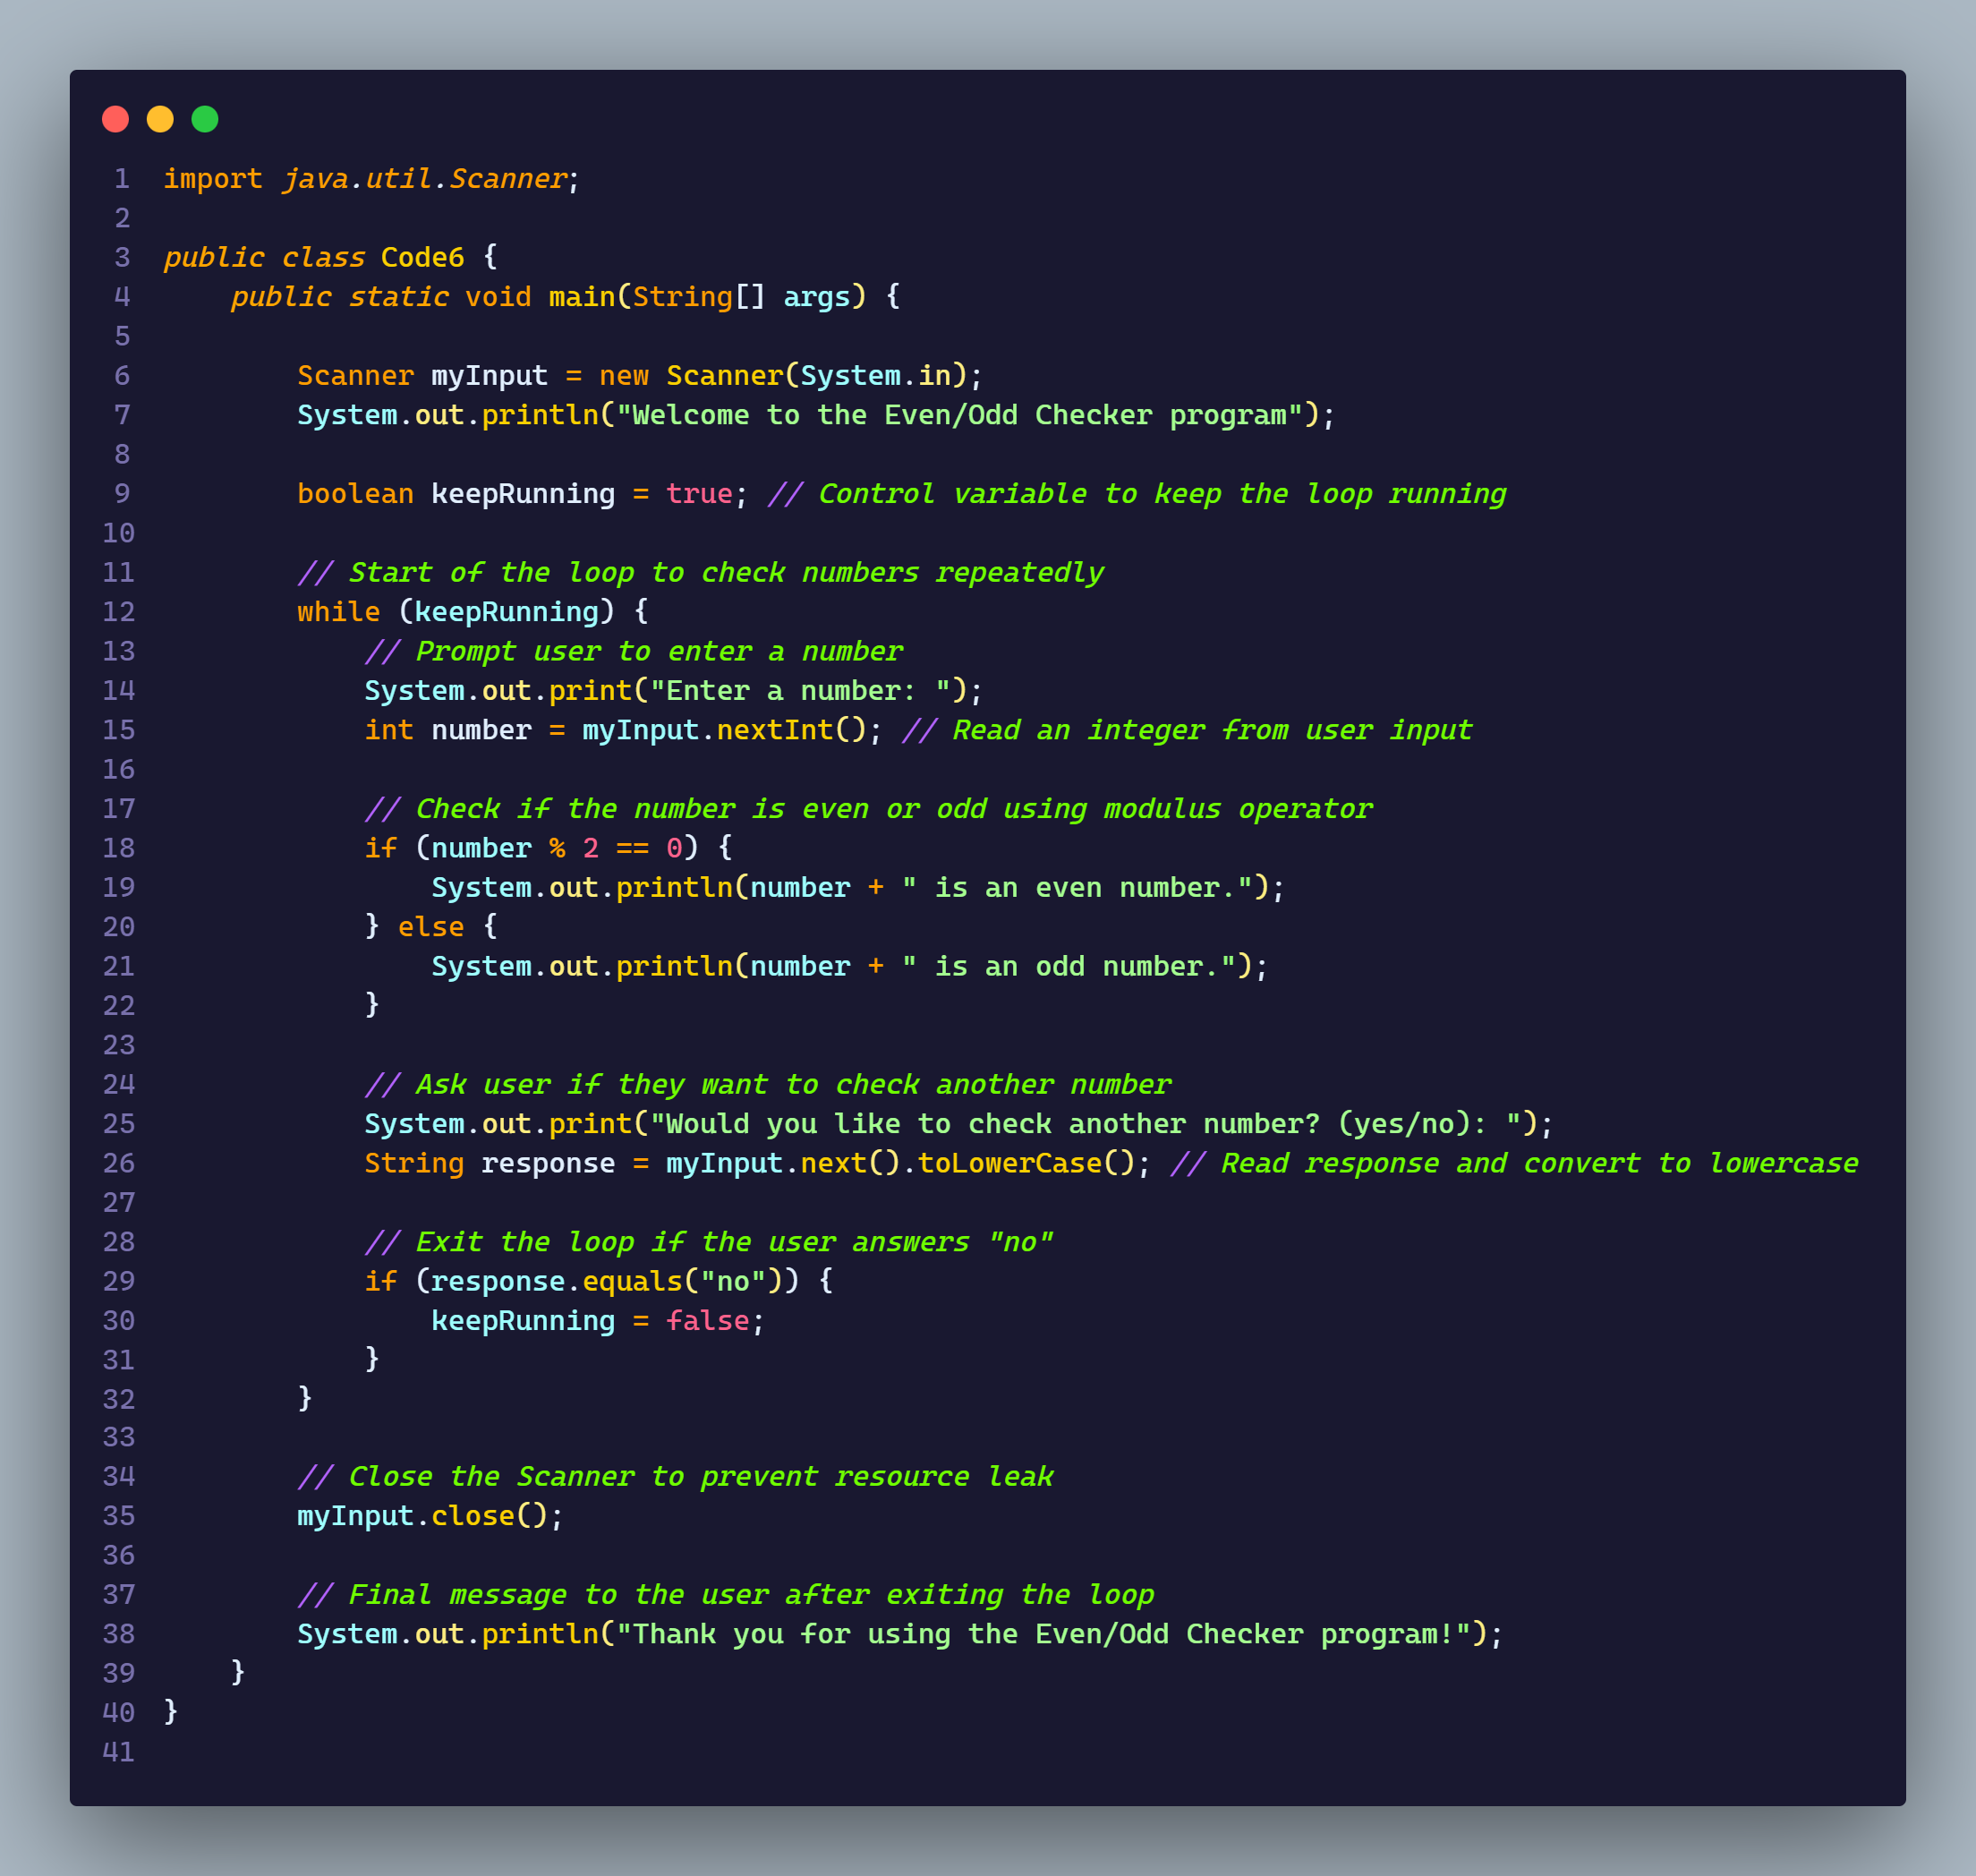 1 import java.util.Scanner;
2
3 public class Code6 {
4     public static void main(String[] args) {
5
6         Scanner myInput = new Scanner(System.in);
7         System.out.println("Welcome to the Even/Odd Checker program");
8
9         boolean keepRunning = true; // Control variable to keep the loop running
10
11         // Start of the loop to check numbers repeatedly
12         while (keepRunning) {
13             // Prompt user to enter a number
14             System.out.print("Enter a number: ");
15             int number = myInput.nextInt(); // Read an integer from user input
16
17             // Check if the number is even or odd using modulus operator
18             if (number % 2 == 0) {
19                 System.out.println(number + " is an even number.");
20             } else {
21                 System.out.println(number + " is an odd number.");
22             }
23
24             // Ask user if they want to check another number
25             System.out.print("Would you like to check another number? (yes/no): ");
26             String response = myInput.next().toLowerCase(); // Read response and convert to lowercase
27
28             // Exit the loop if the user answers "no"
29             if (response.equals("no")) {
30                 keepRunning = false;
31             }
32         }
33
34         // Close the Scanner to prevent resource leak
35         myInput.close();
36
37         // Final message to the user after exiting the loop
38         System.out.println("Thank you for using the Even/Odd Checker program!");
39     }
40 }
41